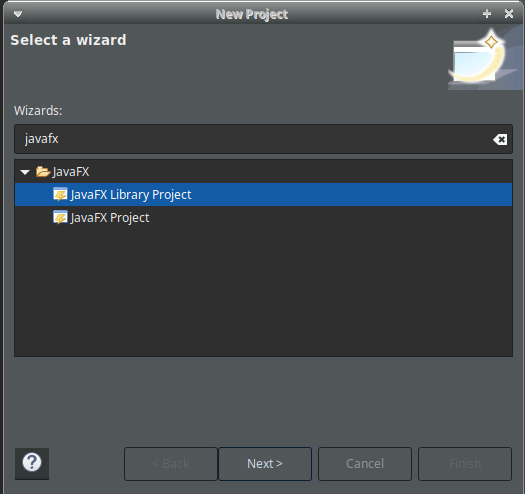 New Project
Select a wizard
Wizards:
javafx
JavaFX
JavaFX Library Project
JavaFX Project
?
< Back
Next >
Cancel
Finish